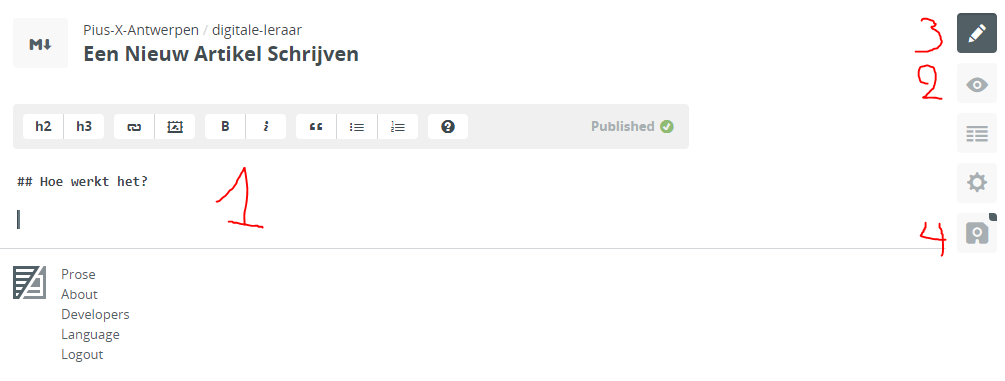 Pius-X-Antwerpen / digitale-leraar
M↓ Een Nieuw Artikel Schrijven
3
2
h2 h3 B i “ ? Published
## Hoe werkt het?
1
4
Prose
About
Developers
Language
Logout